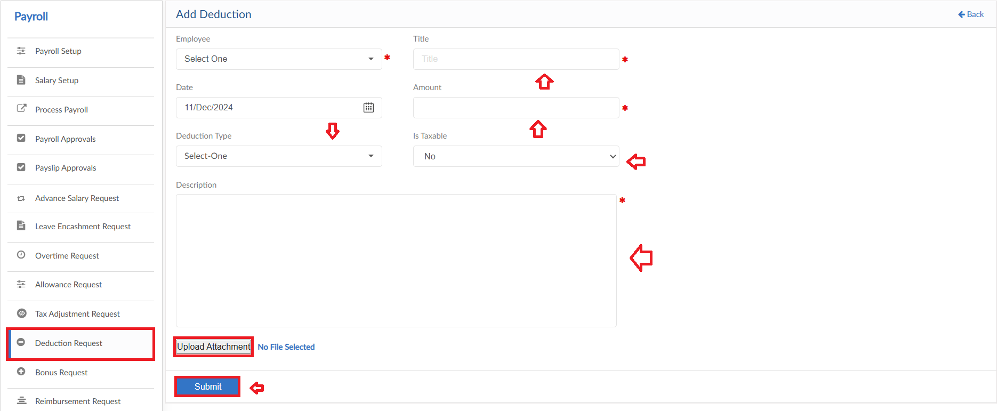 Payroll
Payroll Setup
Salary Setup
Process Payroll
Payroll Approvals
Payslip Approvals
Advance Salary Request
Leave Encashment Request
Overtime Request
Allowance Request
Tax Adjustment Request
Deduction Request
Bonus Request
Reimbursement Request
Add Deduction
Back
Employee
Title
Select One *
Title *
Date
Amount
11/Dec/2024
*
Deduction Type
Is Taxable
Select-One
No
Description
*
Upload Attachment No File Selected
Submit